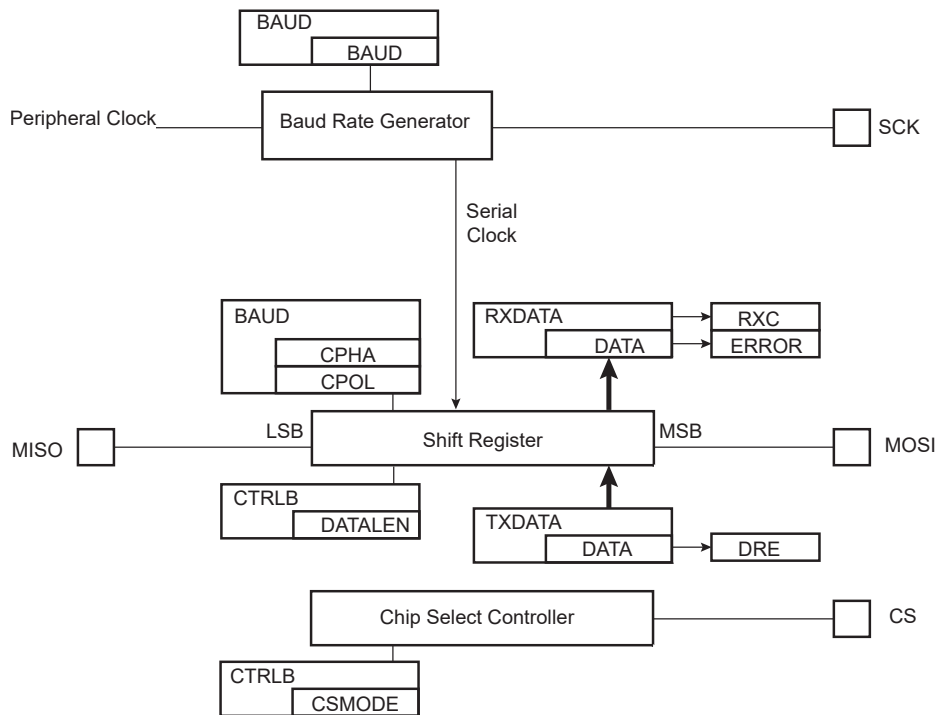 BAUD
BAUD
Peripheral Clock
Baud Rate Generator
SCK
Serial
Clock
BAUD
CPHA
CPOL
RXDATA
DATA
RXC
ERROR
MISO
LSB
Shift Register
MSB
MOSI
CTRLB
DATALEN
TXDATA
DATA
DRE
Chip Select Controller
CS
CTRLB
CSMODE